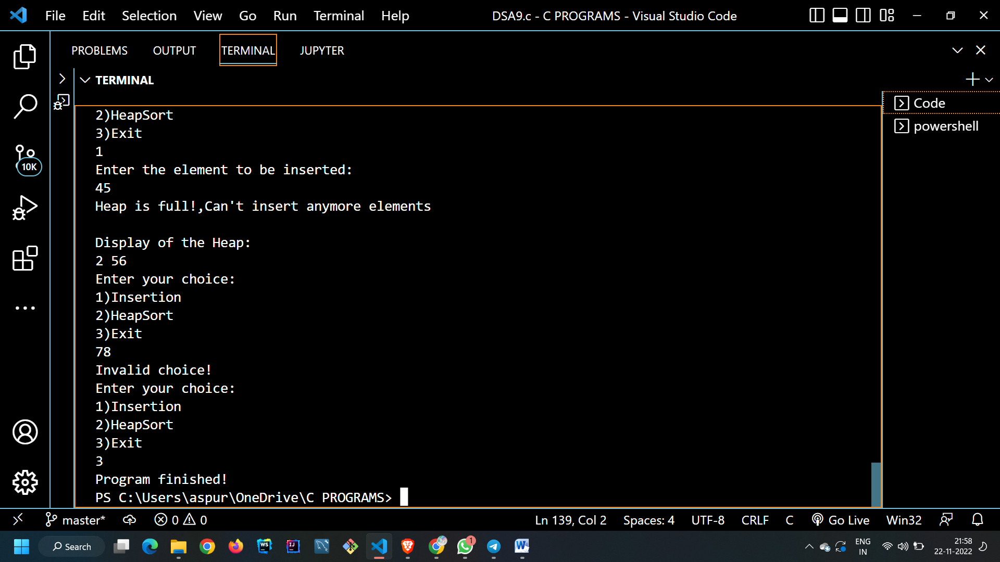 File Edit Selection View Go Run Terminal Help DSA9.c - C PROGRAMS - Visual Studio Code
PROBLEMS OUTPUT TERMINAL JUPYTER
TERMINAL
Code
powershell
10K
2)HeapSort
3)Exit
1
Enter the element to be inserted:
45
Heap is full!,Can't insert anymore elements
Display of the Heap:
2 56
Enter your choice:
1)Insertion
2)HeapSort
3)Exit
78
Invalid choice!
Enter your choice:
1)Insertion
2)HeapSort
3)Exit
3
Program finished!
PS C:\Users\aspur\OneDrive\C PROGRAMS>
master* 0 0 Ln 139, Col 2 Spaces: 4 UTF-8 CRLF C Go Live Win32
Search WS IJ 1 W ENG IN 21:58 22-11-2022